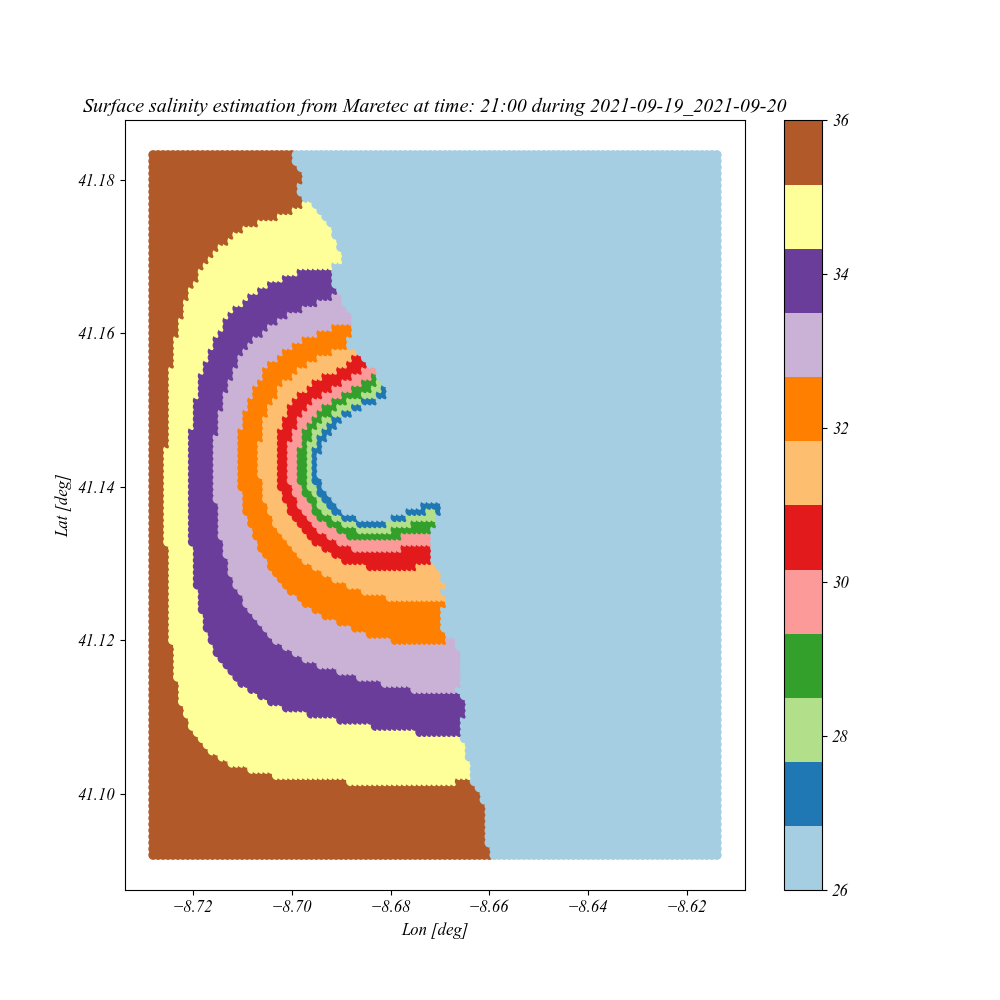 Surface salinity estimation from Maretec at time: 21:00 during 2021-09-19_2021-09-20
36
41.18
34
41.16
32
Lat [deg]
41.14
30
41.12
28
41.10
26
−8.72 −8.70 −8.68 −8.66 −8.64 −8.62
Lon [deg]